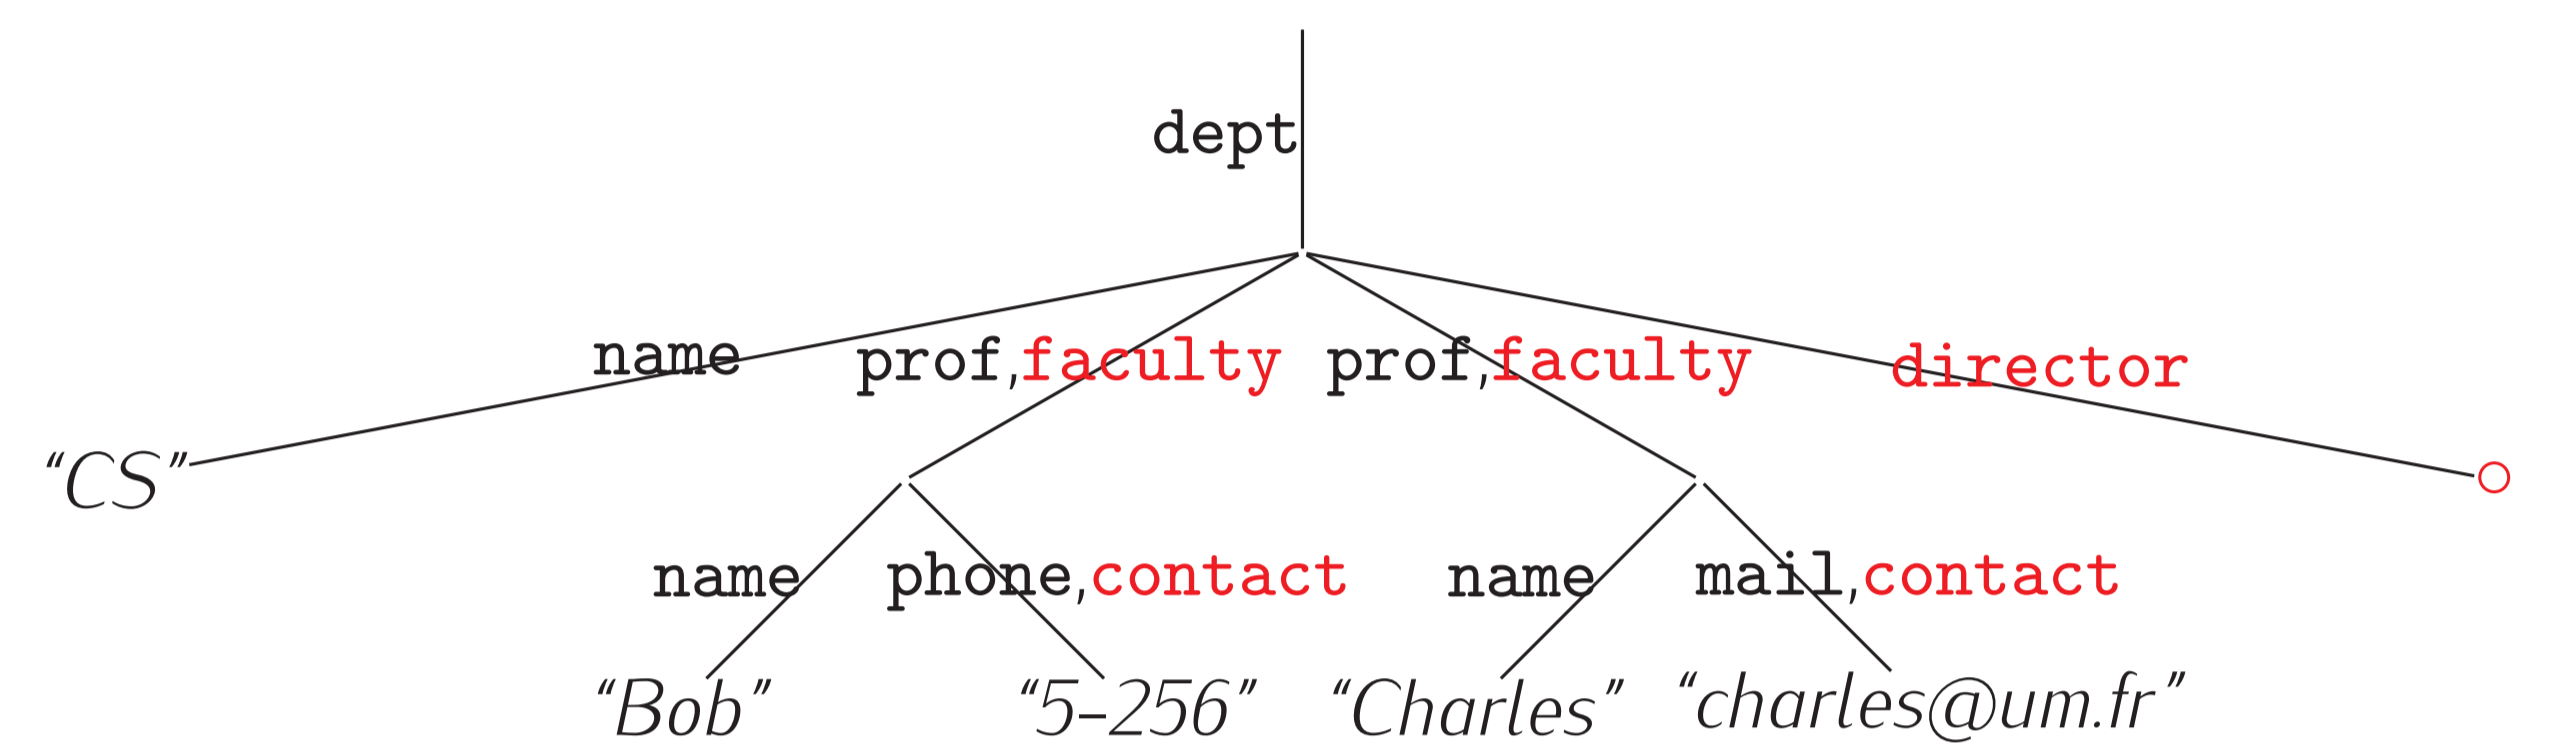 dept
name prof,faculty prof,faculty director
“CS”
name phone,contact name mail,contact
“Bob” “5-256” “Charles” “charles@um.fr”